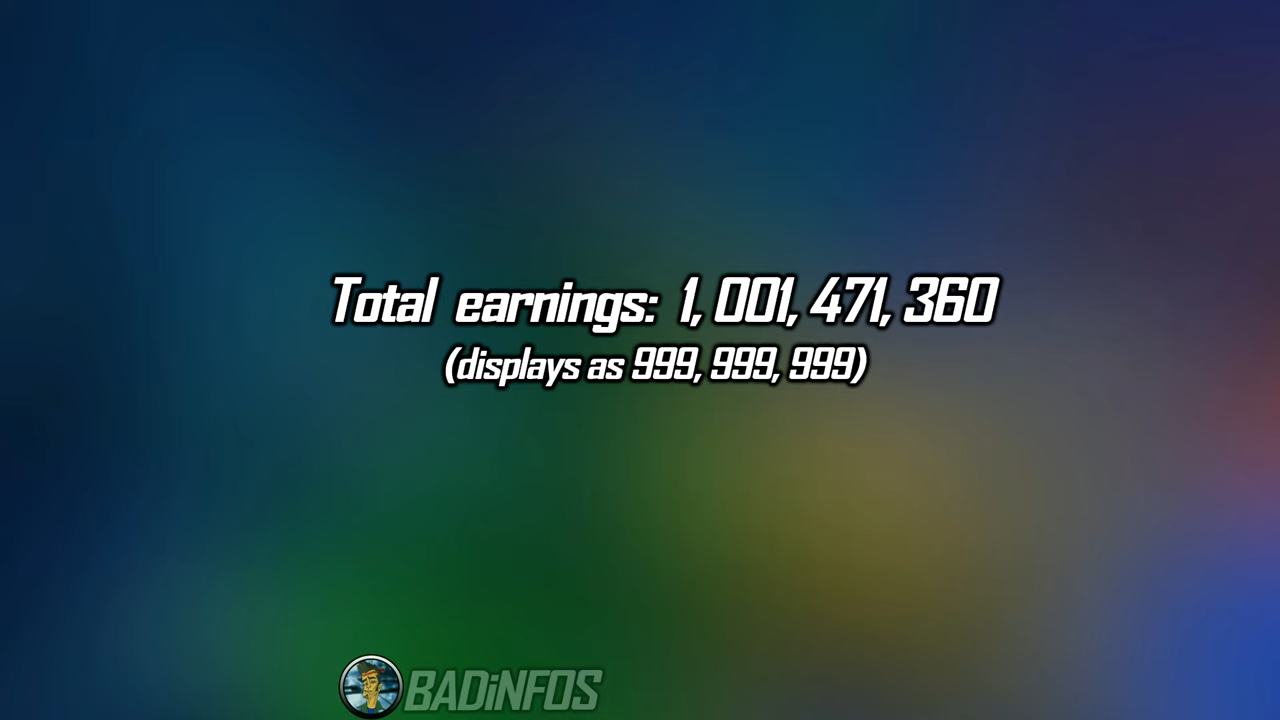 Total earnings: 1, 001, 471, 360
(displays as 999, 999, 999)
BADiNFOS